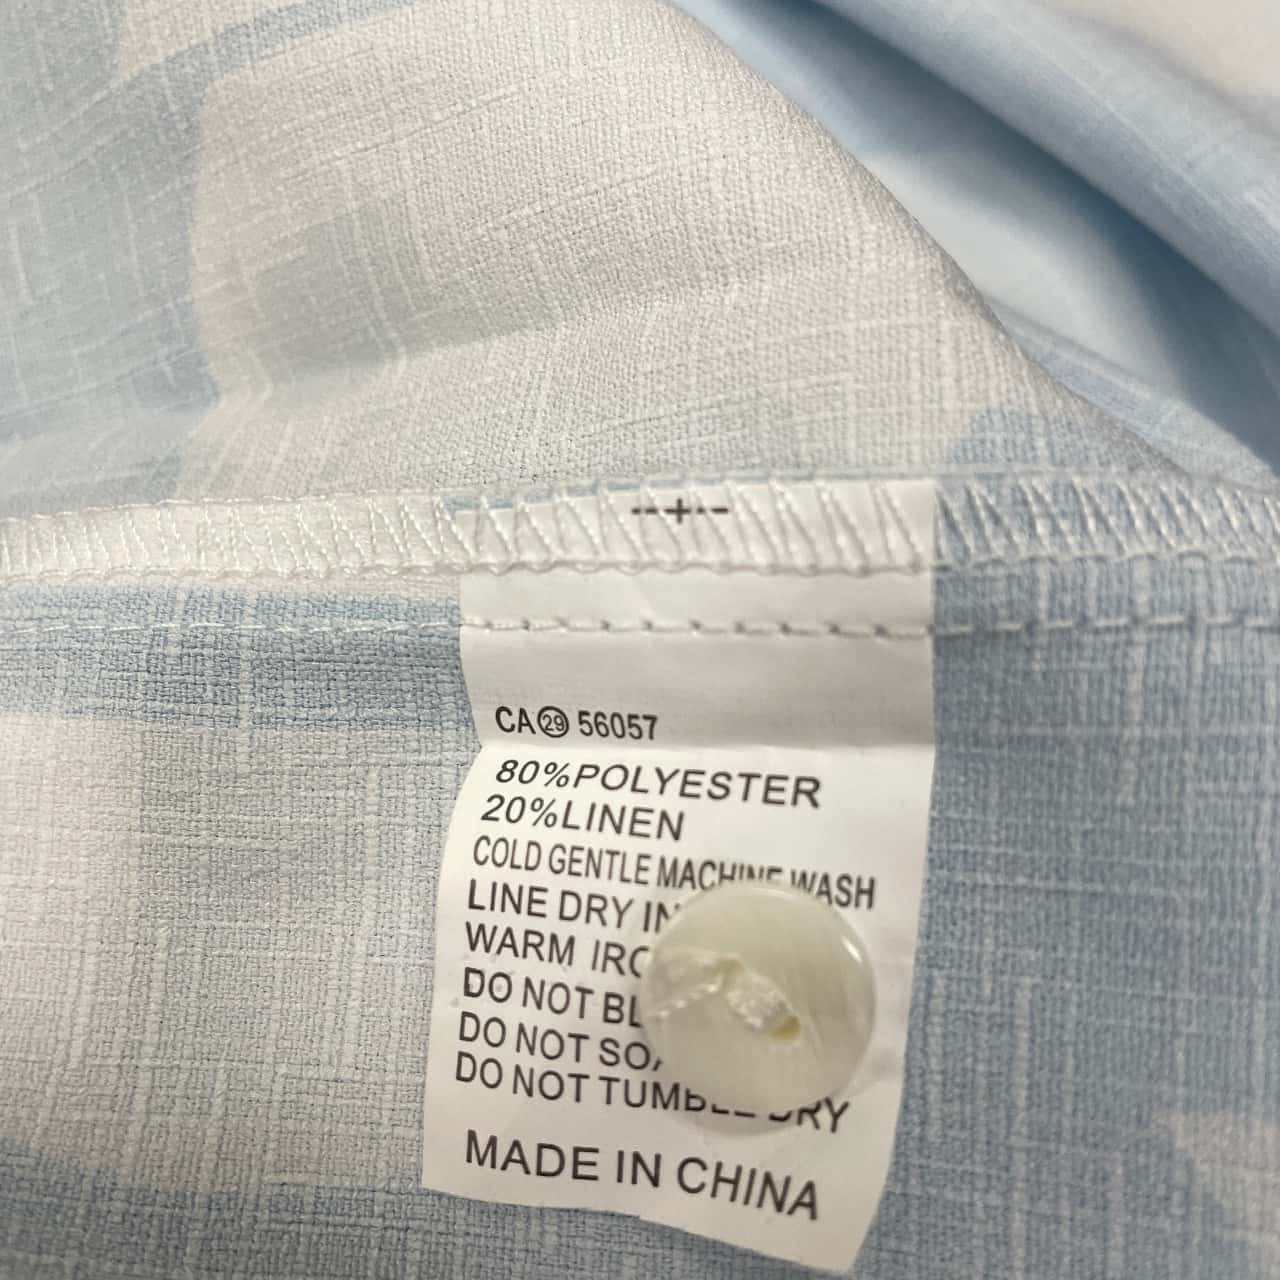 CA㉙ 56057
80%POLYESTER
20%LINEN
COLD GENTLE MACHINE WASH
LINE DRY
WARM
DO NOT
DO NOT
DO NOT TUMBLE DRY
MADE IN CHINA